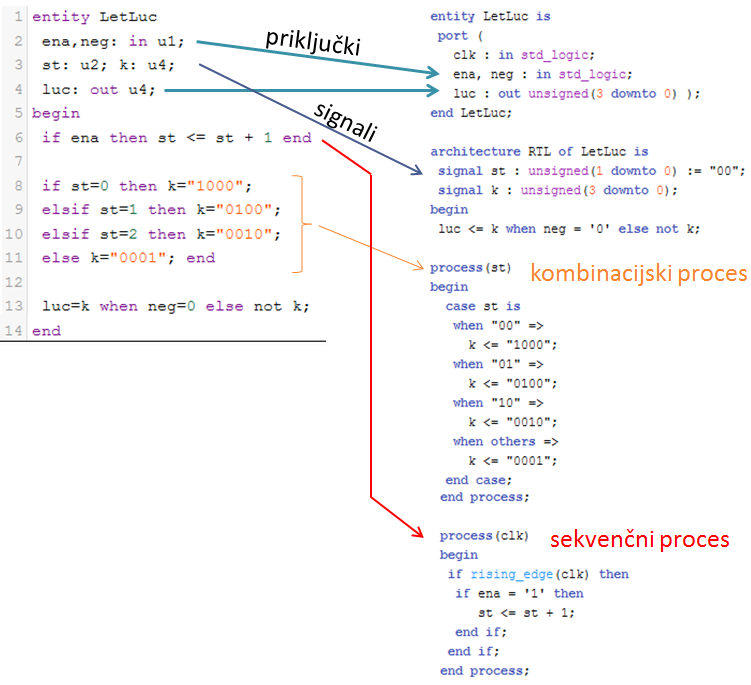 1 entity LetLuc
2 ena,neg: in u1;
3 st: u2; k: u4;
4 luc: out u4;
5 begin
6 if ena then st <= st + 1 end
7
8 if st=0 then k="1000";
9 elsif st=1 then k="0100";
10 elsif st=2 then k="0010";
11 else k="0001"; end
12
13 luc=k when neg=0 else not k;
14 end
priključki
signali
entity LetLuc is
port (
clk : in std_logic;
ena, neg : in std_logic;
luc : out unsigned(3 downto 0) );
end LetLuc;
architecture RTL of LetLuc is
signal st : unsigned(1 downto 0) := "00";
signal k : unsigned(3 downto 0);
begin
luc <= k when neg = '0' else not k;
process(st)
kombinacijski proces
begin
case st is
when "00" =>
k <= "1000";
when "01" =>
k <= "0100";
when "10" =>
k <= "0010";
when others =>
k <= "0001";
end case;
end process;
process(clk)
sekvenčni proces
begin
if rising_edge(clk) then
if ena = '1' then
st <= st + 1;
end if;
end if;
end process;